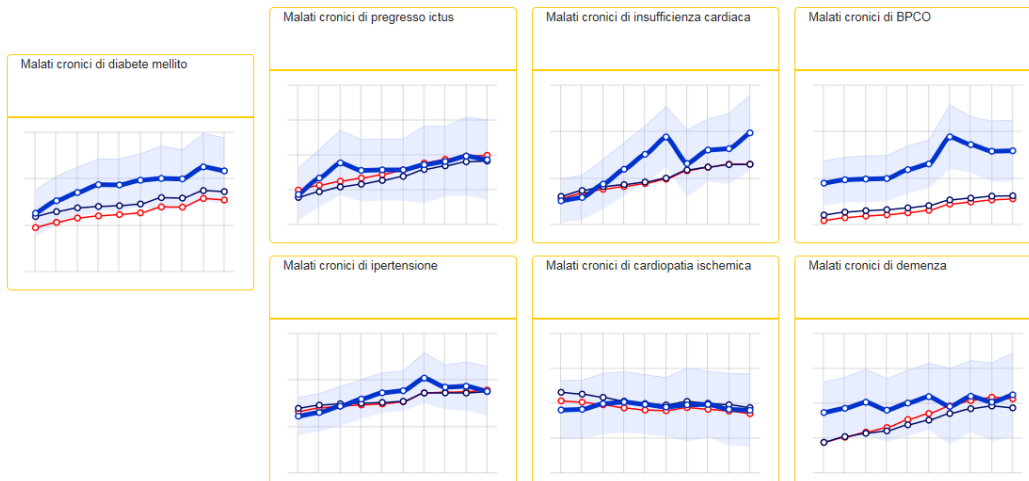 Malati cronici di diabete mellito
Malati cronici di pregresso ictus
Malati cronici di insufficienza cardiaca
Malati cronici di BPCO
Malati cronici di ipertensione
Malati cronici di cardiopatia ischemica
Malati cronici di demenza